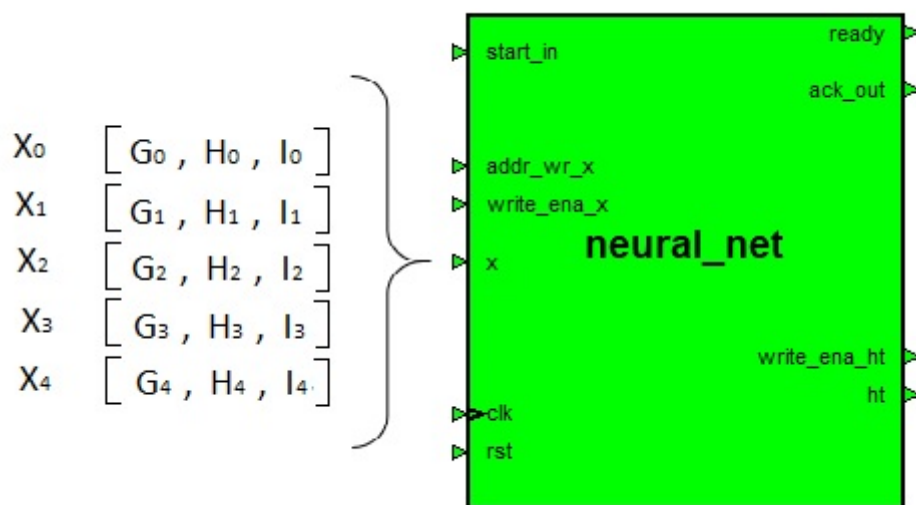 ready
start_in
ack_out
X0 [ G0 , H0 , I0 ]
addr_wr_x
X1 [ G1 , H1 , I1 ]
write_ena_x
neural_net
X2 [ G2 , H2 , I2 ]
x
X3 [ G3 , H3 , I3 ]
write_ena_ht
X4 [ G4 , H4 , I4 ]
ht
clk
rst